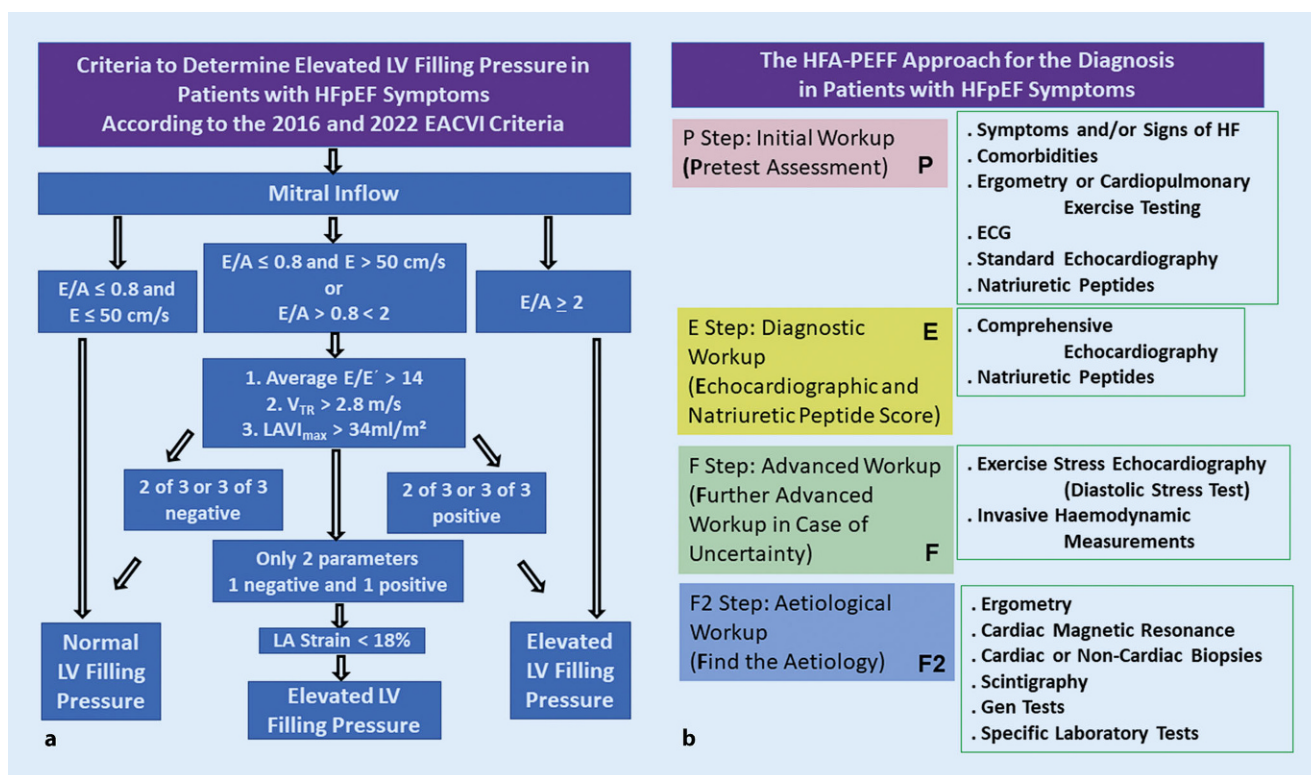 Criteria to Determine Elevated LV Filling Pressure in
Patients with HFpEF Symptoms
According to the 2016 and 2022 EACVI Criteria
Mitral Inflow
E/A ≤ 0.8 and
E ≤ 50 cm/s
E/A ≤ 0.8 and E > 50 cm/s
or
E/A > 0.8 < 2
E/A ≥ 2
1. Average E/E´ > 14
2. VTR > 2.8 m/s
3. LAVImax > 34ml/m²
2 of 3 or 3 of 3
negative
2 of 3 or 3 of 3
positive
Only 2 parameters
1 negative and 1 positive
LA Strain < 18%
Normal
LV Filling
Pressure
Elevated LV
Filling Pressure
Elevated
LV Filling
Pressure
a
The HFA-PEFF Approach for the Diagnosis
in Patients with HFpEF Symptoms
P Step: Initial Workup
(Pretest Assessment) P
. Symptoms and/or Signs of HF
. Comorbidities
. Ergometry or Cardiopulmonary
Exercise Testing
. ECG
. Standard Echocardiography
. Natriuretic Peptides
E Step: Diagnostic E
Workup
(Echocardiographic and
Natriuretic Peptide Score)
. Comprehensive
Echocardiography
. Natriuretic Peptides
F Step: Advanced Workup
(Further Advanced
Workup in Case of
Uncertainty) F
. Exercise Stress Echocardiography
(Diastolic Stress Test)
. Invasive Haemodynamic
Measurements
F2 Step: Aetiological
Workup
(Find the Aetiology) F2
. Ergometry
. Cardiac Magnetic Resonance
. Cardiac or Non-Cardiac Biopsies
. Scintigraphy
. Gen Tests
. Specific Laboratory Tests
b